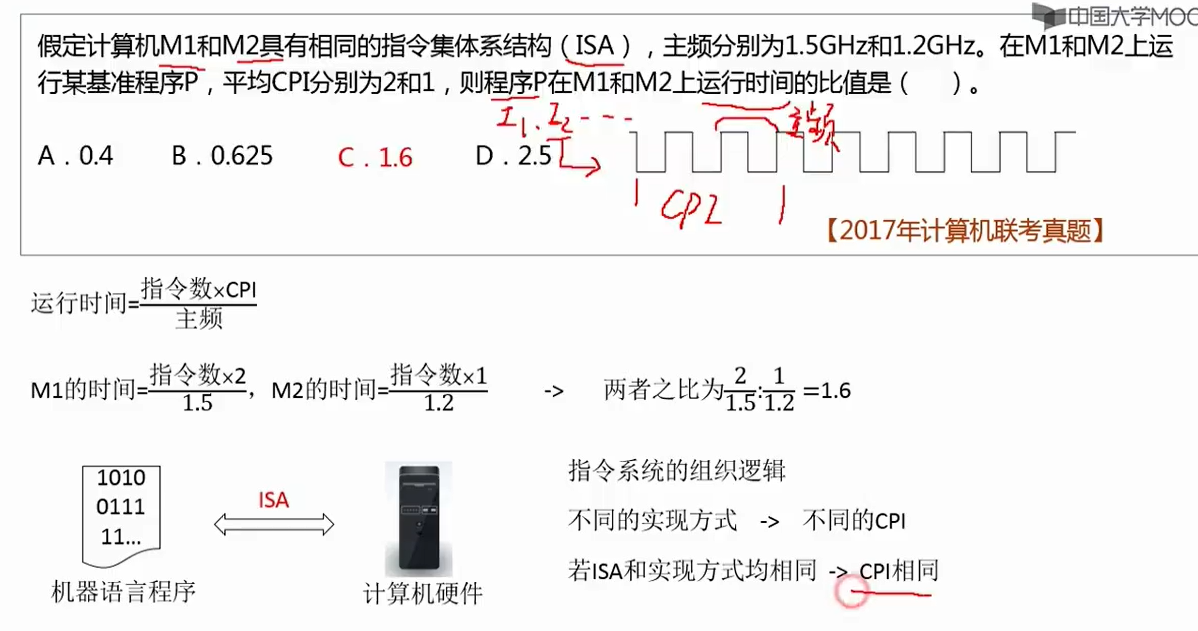 中国大学MOO
假定计算机M1和M2具有相同的指令集体系结构（ISA），主频分别为1.5GHz和1.2GHz。在M1和M2上运
行某基准程序P，平均CPI分别为2和1，则程序P在M1和M2上运行时间的比值是（ ）。
I₁. I₂ - - -
主频
A．0.4 B．0.625 C．1.6 D．2.5
CPI
【2017年计算机联考真题】
运行时间=指令数×CPI/主频
M1的时间=指令数×2/1.5，M2的时间=指令数×1/1.2 -> 两者之比为2/1.5:1/1.2=1.6
1010
0111
11...
ISA
机器语言程序
计算机硬件
指令系统的组织逻辑
不同的实现方式 -> 不同的CPI
若ISA和实现方式均相同 -> CPI相同